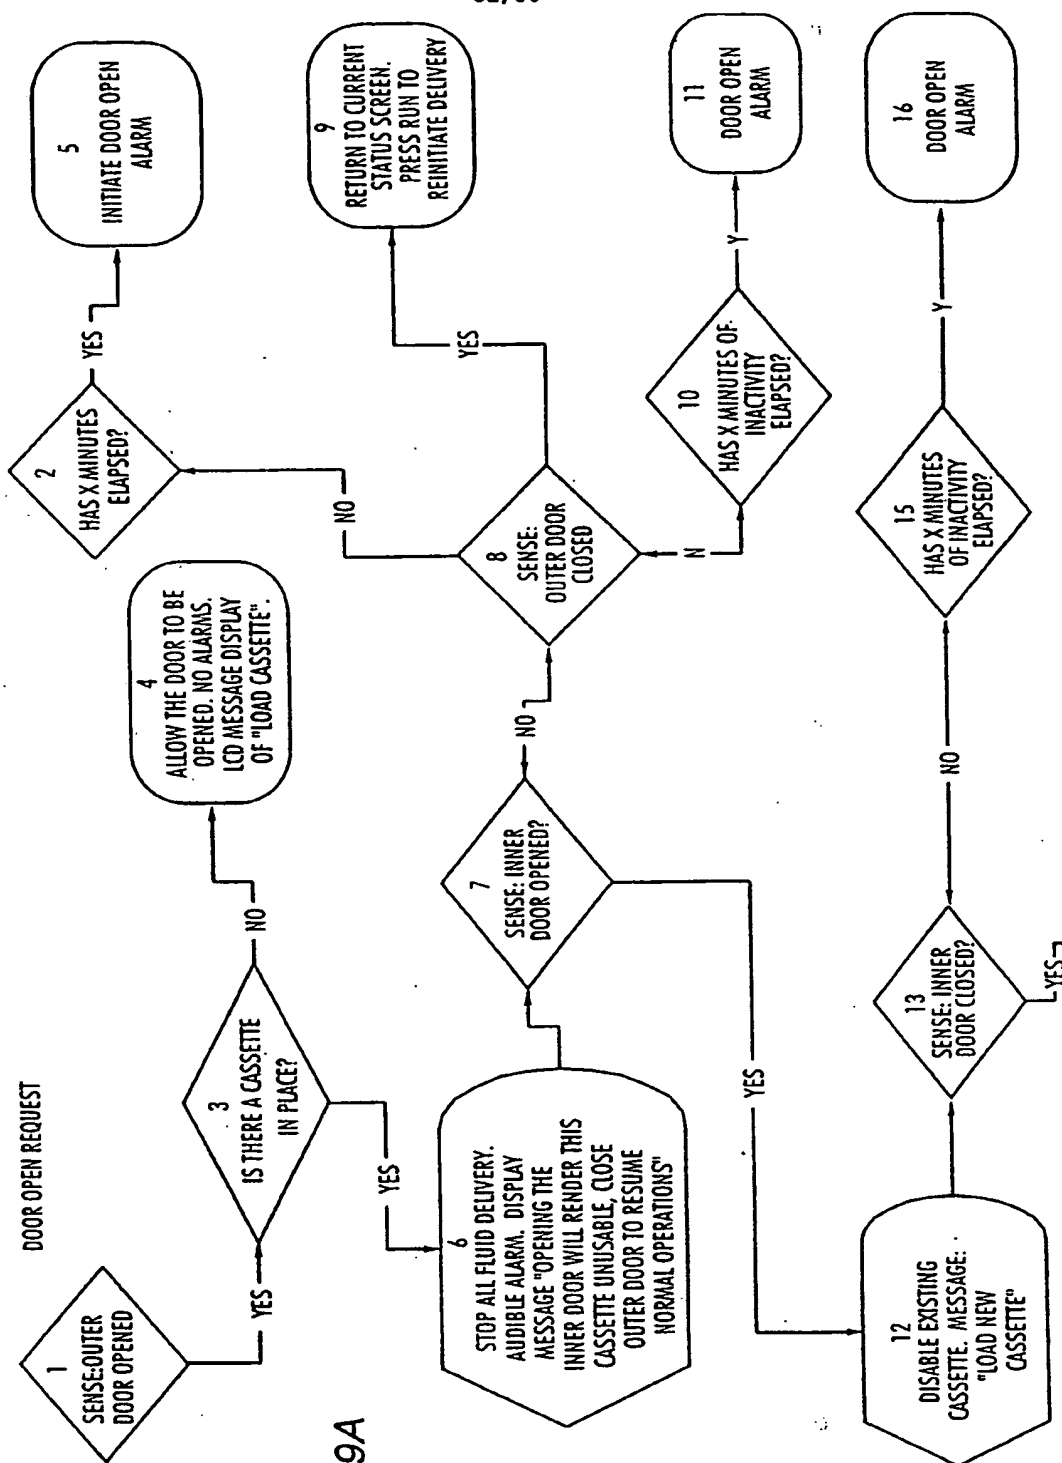 DOOR OPEN REQUEST
1
SENSE:OUTER
DOOR OPENED
YES
3
IS THERE A CASSETTE
IN PLACE?
NO
4
ALLOW THE DOOR TO BE
OPENED. NO ALARMS.
LCD MESSAGE DISPLAY
OF "LOAD CASSETTE".
2
HAS X MINUTES
ELAPSED?
YES
5
INITIATE DOOR OPEN
ALARM
YES
6
STOP ALL FLUID DELIVERY.
AUDIBLE ALARM. DISPLAY
MESSAGE "OPENING THE
INNER DOOR WILL RENDER THIS
CASSETTE UNUSABLE, CLOSE
OUTER DOOR TO RESUME
NORMAL OPERATIONS"
7
SENSE: INNER
DOOR OPENED?
NO
8
SENSE:
OUTER DOOR
CLOSED
NO
YES
9
RETURN TO CURRENT
STATUS SCREEN.
PRESS RUN TO
REINITIATE DELIVERY
N
10
HAS X MINUTES OF
INACTIVITY
ELAPSED?
Y
11
DOOR OPEN
ALARM
YES
12
DISABLE EXISTING
CASSETTE. MESSAGE:
"LOAD NEW
CASSETTE"
13
SENSE: INNER
DOOR CLOSED?
YES
NO
15
HAS X MINUTES
OF INACTIVITY
ELAPSED?
Y
16
DOOR OPEN
ALARM
9A